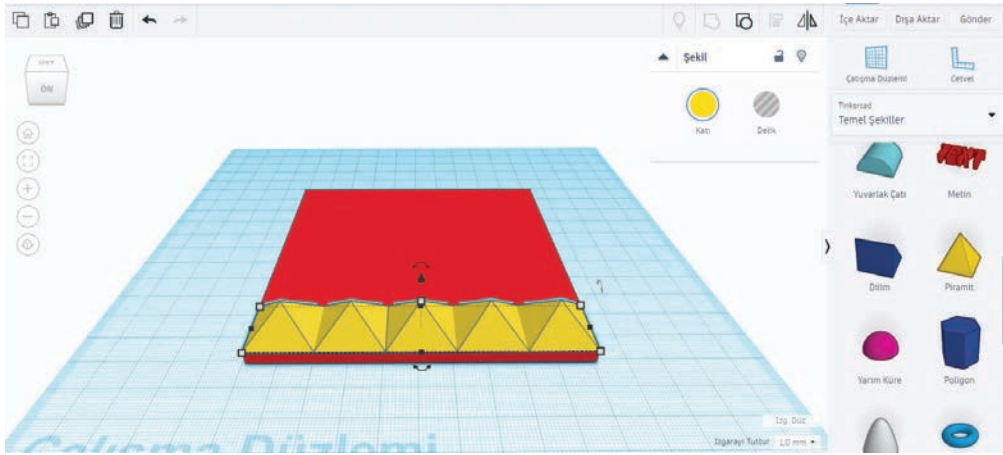 İçe Aktar
Dışa Aktar
Gönder
ÖN
Şekil
Katı
Delik
Çalışma Düzlemi
Cetvel
Tinkercad
Temel Şekiller
Yuvarlak Çatı
TEXT
Metin
Dilim
Piramit
Yarım Küre
Poligon
Çalışma Düzlemi
Izg. Düz.
Izgarayı Tuttur 1,0 mm